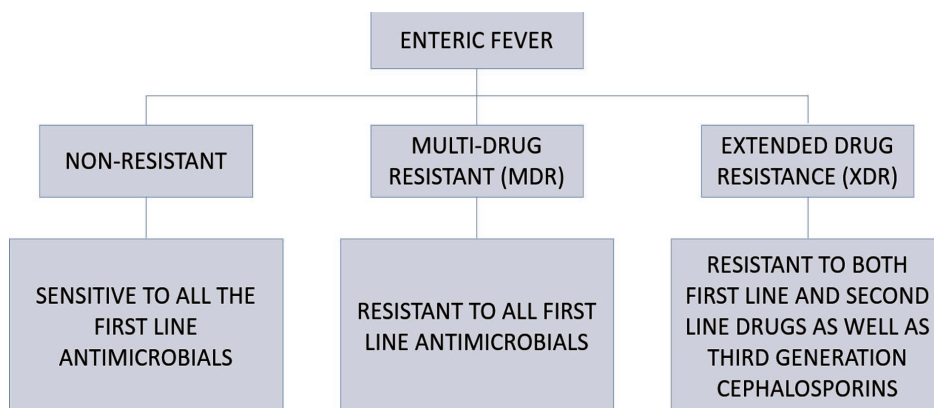 ENTERIC FEVER
NON-RESISTANT
MULTI-DRUG
RESISTANT (MDR)
EXTENDED DRUG
RESISTANCE (XDR)
SENSITIVE TO ALL THE
FIRST LINE
ANTIMICROBIALS
RESISTANT TO ALL FIRST
LINE ANTIMICROBIALS
RESISTANT TO BOTH
FIRST LINE AND SECOND
LINE DRUGS AS WELL AS
THIRD GENERATION
CEPHALOSPORINS